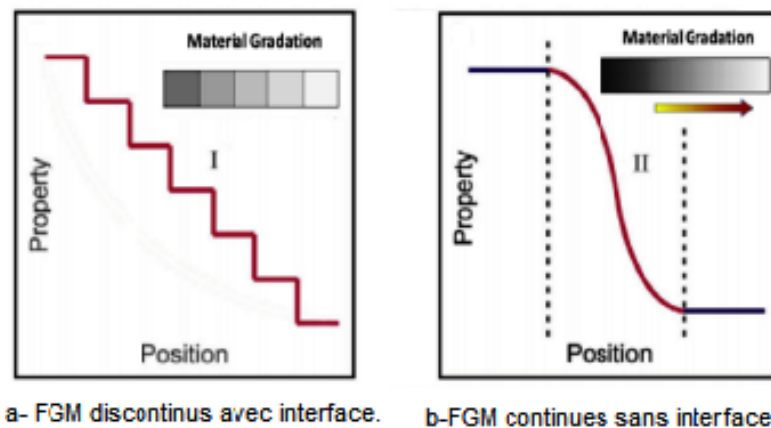 Material Gradation
I
Property
Position
a- FGM discontinus avec interface.
Material Gradation
II
Property
Position
b-FGM continues sans interface